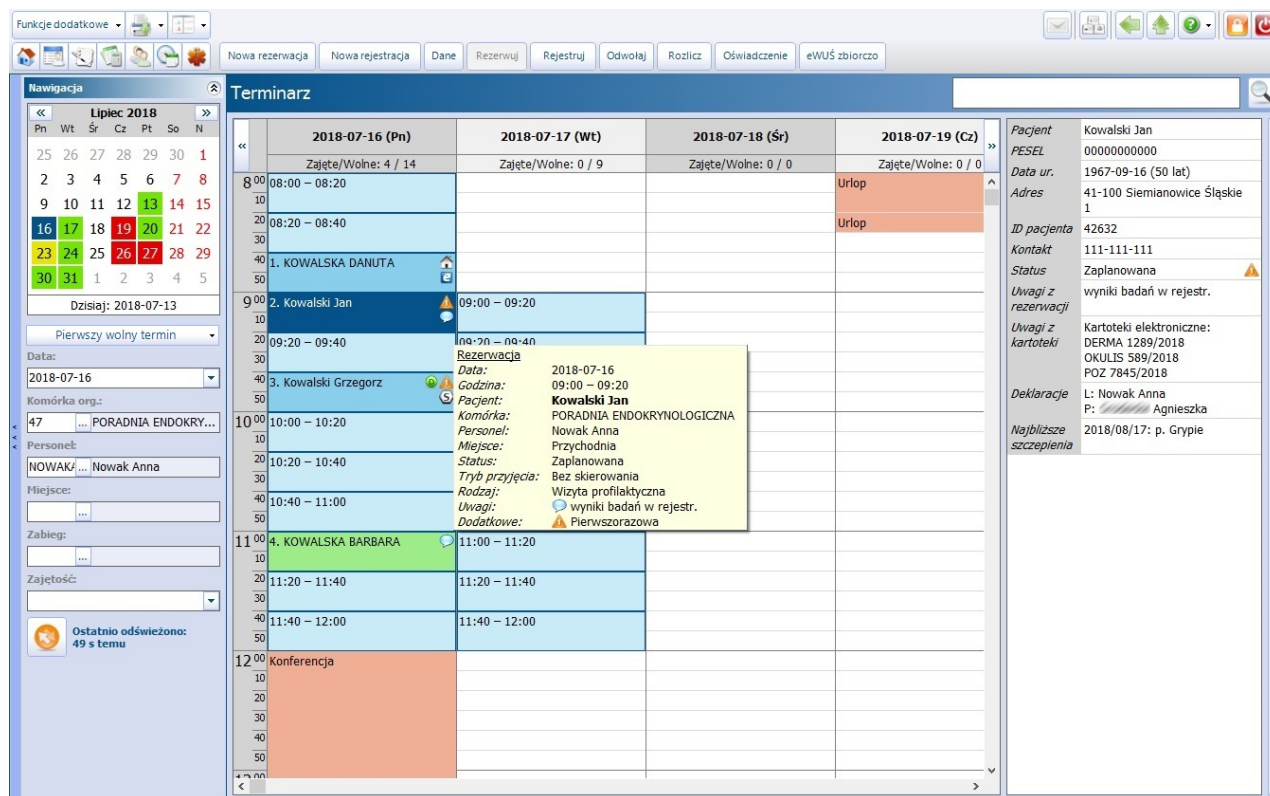 Funkcje dodatkowe
Nowa rezerwacja Nowa rejestracja Dane Rezerwuj Rejestruj Odwołaj Rozlicz Oświadczenie eWUŚ zbiorczo
Nawigacja
« Lipiec 2018 »
Pn Wt Śr Cz Pt So N
25 26 27 28 29 30 1
2 3 4 5 6 7 8
9 10 11 12 13 14 15
16 17 18 19 20 21 22
23 24 25 26 27 28 29
30 31 1 2 3 4 5
Dzisiaj: 2018-07-13
Pierwszy wolny termin
Data:
2018-07-16
Komórka org.:
47 ... PORADNIA ENDOKRY...
Personel:
NOWAK ... Nowak Anna
Miejsce:
...
Zabieg:
...
Zajętość:
Ostatnio odświeżono:
49 s temu
Terminarz
« 2018-07-16 (Pn) 2018-07-17 (Wt) 2018-07-18 (Śr) 2018-07-19 (Cz) »
Zajęte/Wolne: 4 / 14 Zajęte/Wolne: 0 / 9 Zajęte/Wolne: 0 / 0 Zajęte/Wolne: 0 / 0
8 00 08:00 – 08:20 Urlop
10
20 08:20 – 08:40 Urlop
30
40 1. KOWALSKA DANUTA
50
9 00 2. Kowalski Jan 09:00 – 09:20
10
20 09:20 – 09:40 09:20 – 09:40
30
40 3. Kowalski Grzegorz
50
10 00 10:00 – 10:20
10
20 10:20 – 10:40
30
40 10:40 – 11:00
50
11 00 4. KOWALSKA BARBARA 11:00 – 11:20
10
20 11:20 – 11:40 11:20 – 11:40
30
40 11:40 – 12:00 11:40 – 12:00
50
12 00 Konferencja
10
20
30
40
50
Rezerwacja
Data: 2018-07-16
Godzina: 09:00 – 09:20
Pacjent: Kowalski Jan
Komórka: PORADNIA ENDOKRYNOLOGICZNA
Personel: Nowak Anna
Miejsce: Przychodnia
Status: Zaplanowana
Tryb przyjęcia: Bez skierowania
Rodzaj: Wizyta profilaktyczna
Uwagi: wyniki badań w rejestr.
Dodatkowe: Pierwszorazowa
Pacjent Kowalski Jan
PESEL 00000000000
Data ur. 1967-09-16 (50 lat)
Adres 41-100 Siemianowice Śląskie
1
ID pacjenta 42632
Kontakt 111-111-111
Status Zaplanowana
Uwagi z wyniki badań w rejestr.
rezerwacji
Uwagi z Kartoteki elektroniczne:
kartoteki DERMA 1289/2018
OKULIS 589/2018
POZ 7845/2018
Deklaracje L: Nowak Anna
P: Agnieszka
Najbliższe 2018/08/17: p. Grypie
szczepienia